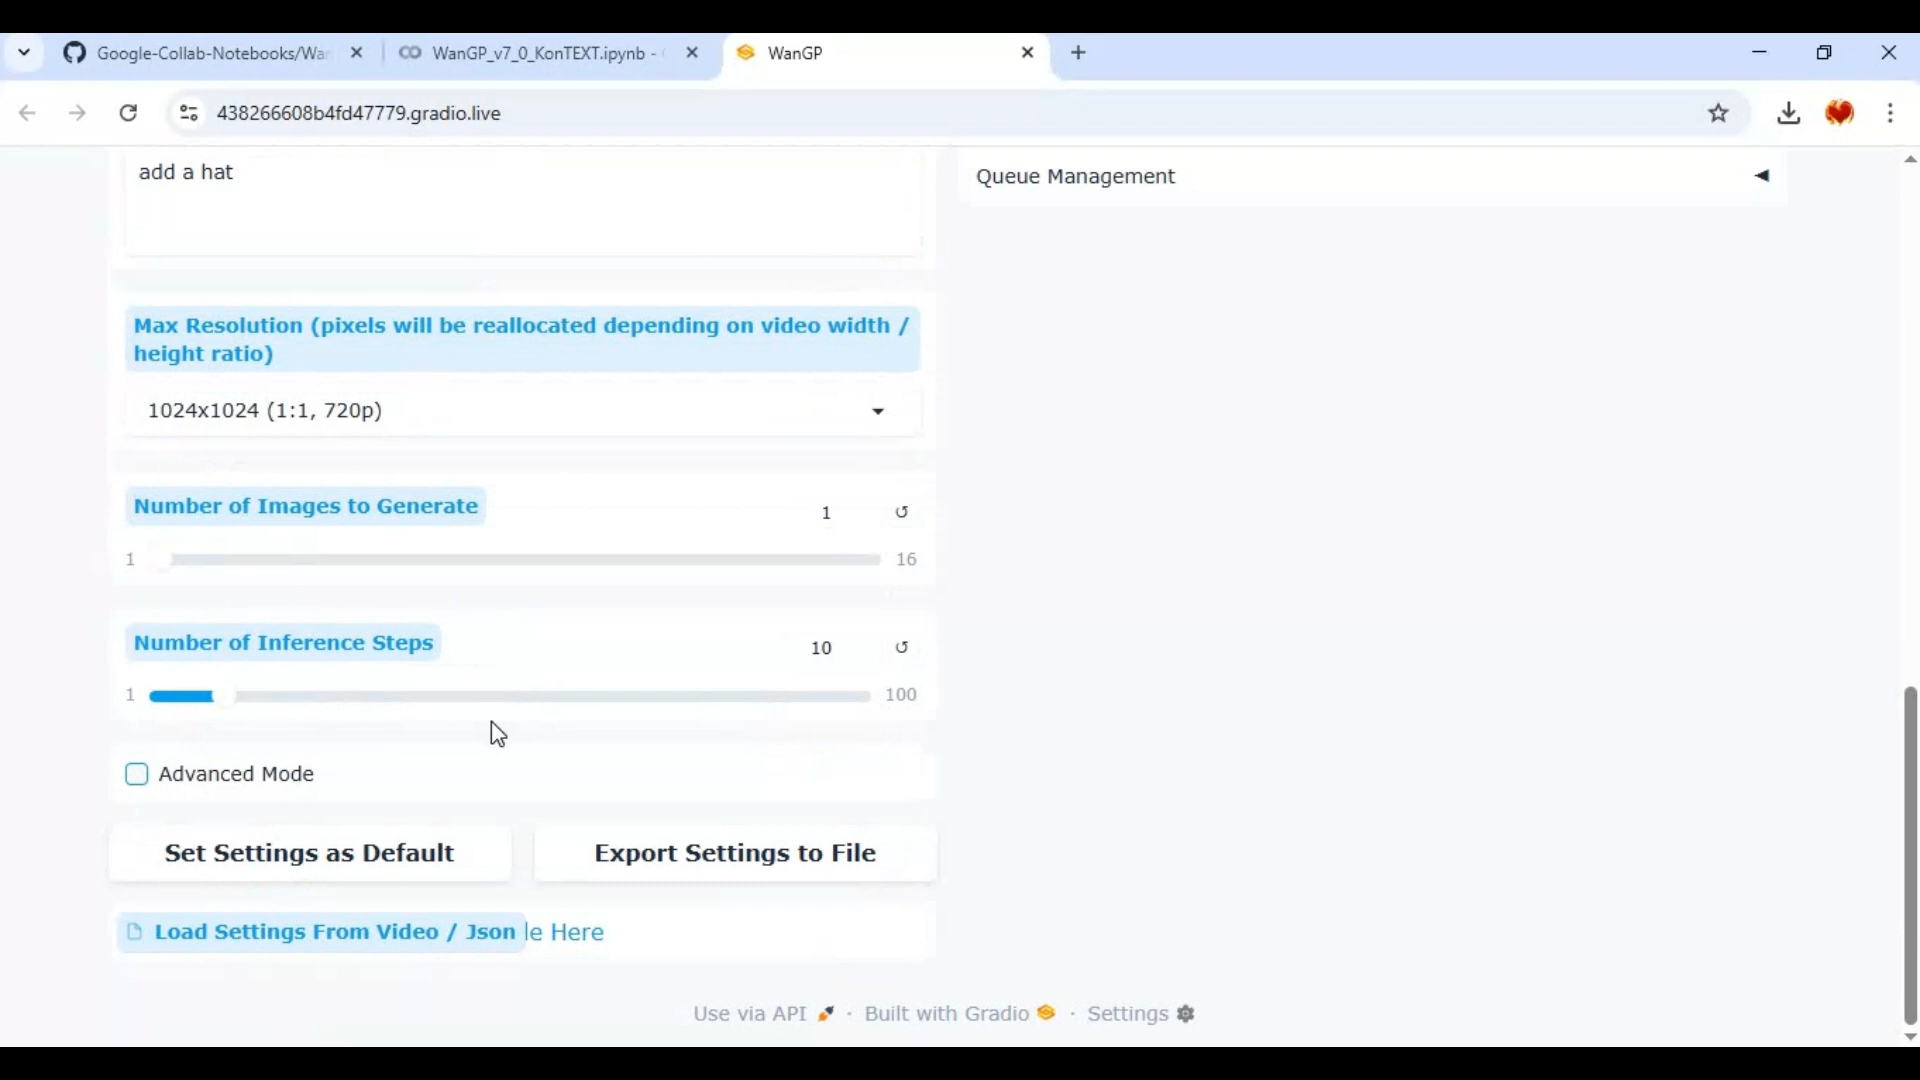 Google-Collab-Notebooks/Wan
WanGP_v7_0_KonTEXT.ipynb -
WanGP
438266608b4fd47779.gradio.live
add a hat
Queue Management
Max Resolution (pixels will be reallocated depending on video width /
height ratio)
1024x1024 (1:1, 720p)
Number of Images to Generate
1
1
16
Number of Inference Steps
10
1
100
Advanced Mode
Set Settings as Default
Export Settings to File
Load Settings From Video / Json
le Here
Use via API · Built with Gradio · Settings